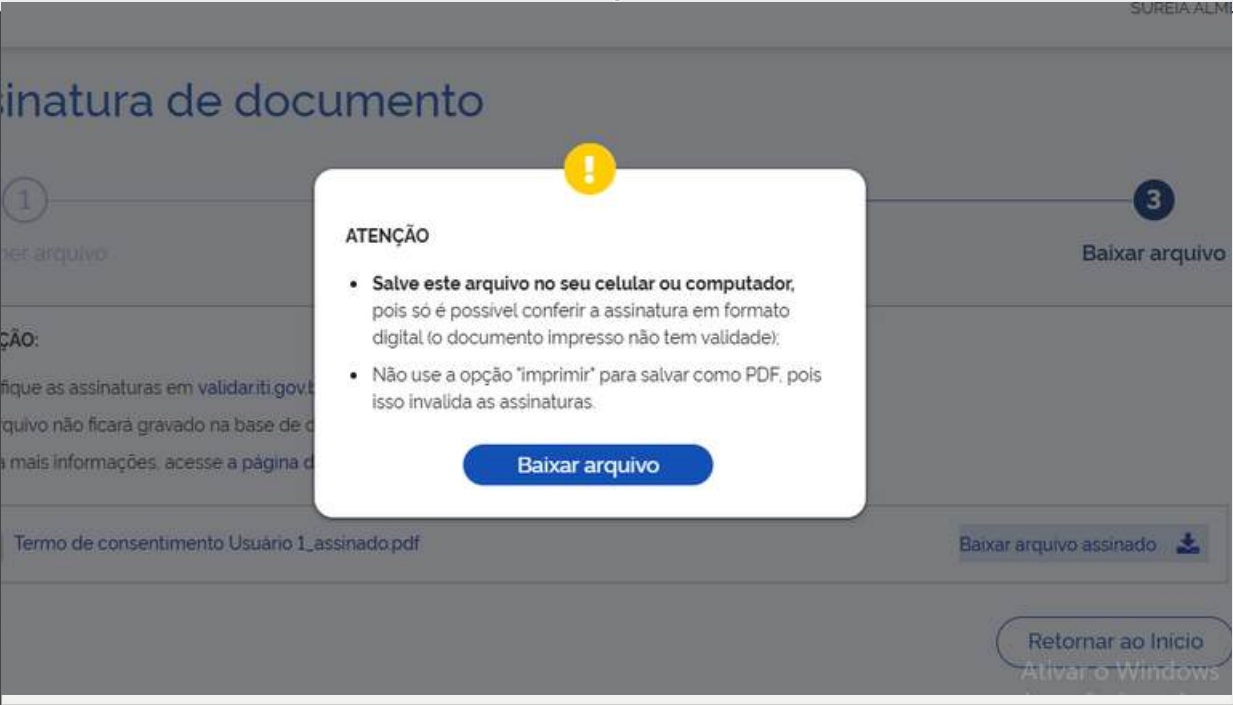 SUREIA ALMI
sinatura de documento
1
3
her arquivo
Baixar arquivo
!
ATENÇÃO
• Salve este arquivo no seu celular ou computador,
pois só é possível conferir a assinatura em formato
digital (o documento impresso não tem validade);
• Não use a opção "imprimir" para salvar como PDF, pois
isso invalida as assinaturas.
Baixar arquivo
ÇÃO:
fique as assinaturas em validar.iti.gov.b
rquivo não ficará gravado na base de d
a mais informações, acesse a página d
Termo de consentimento Usuário 1_assinado.pdf
Baixar arquivo assinado
Retornar ao Início
Ativar o Windows